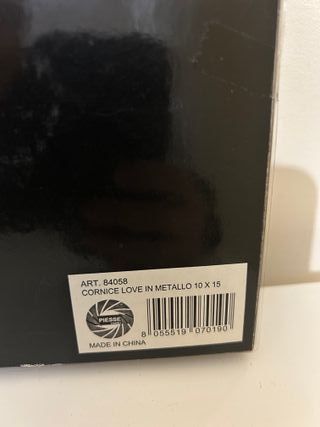 ART. 84058
CORNICE LOVE IN METALLO 10 X 15
PIESSE
8 055519 070190
MADE IN CHINA